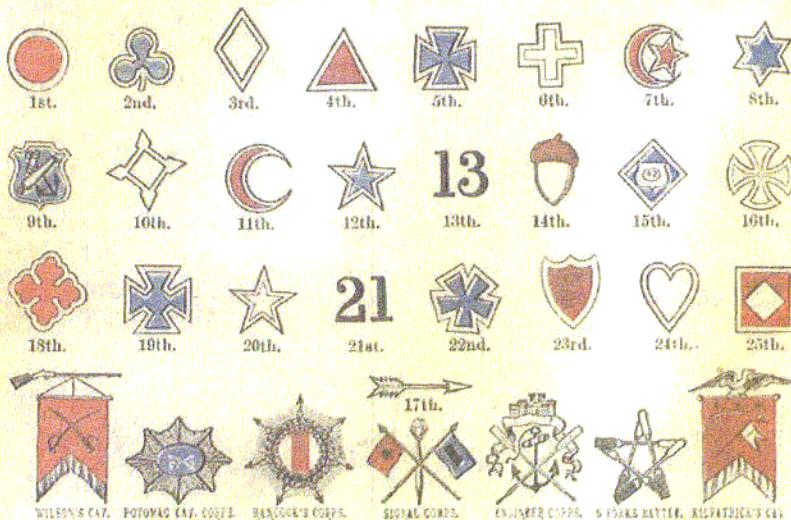 1st. 2nd. 3rd. 4th. 5th. 6th. 7th. 8th.
9th. 10th. 11th. 12th. 13 13th. 14th. 15th. 16th.
18th. 19th. 20th. 21 21st. 22nd. 23rd. 24th. 25th.
17th.
WILSON'S CAV. POTOMAC CAV. CORPS. HANCOCK'S CORPS. SIGNAL CORPS. ENGINEER CORPS. KILPATRICK'S CAV.